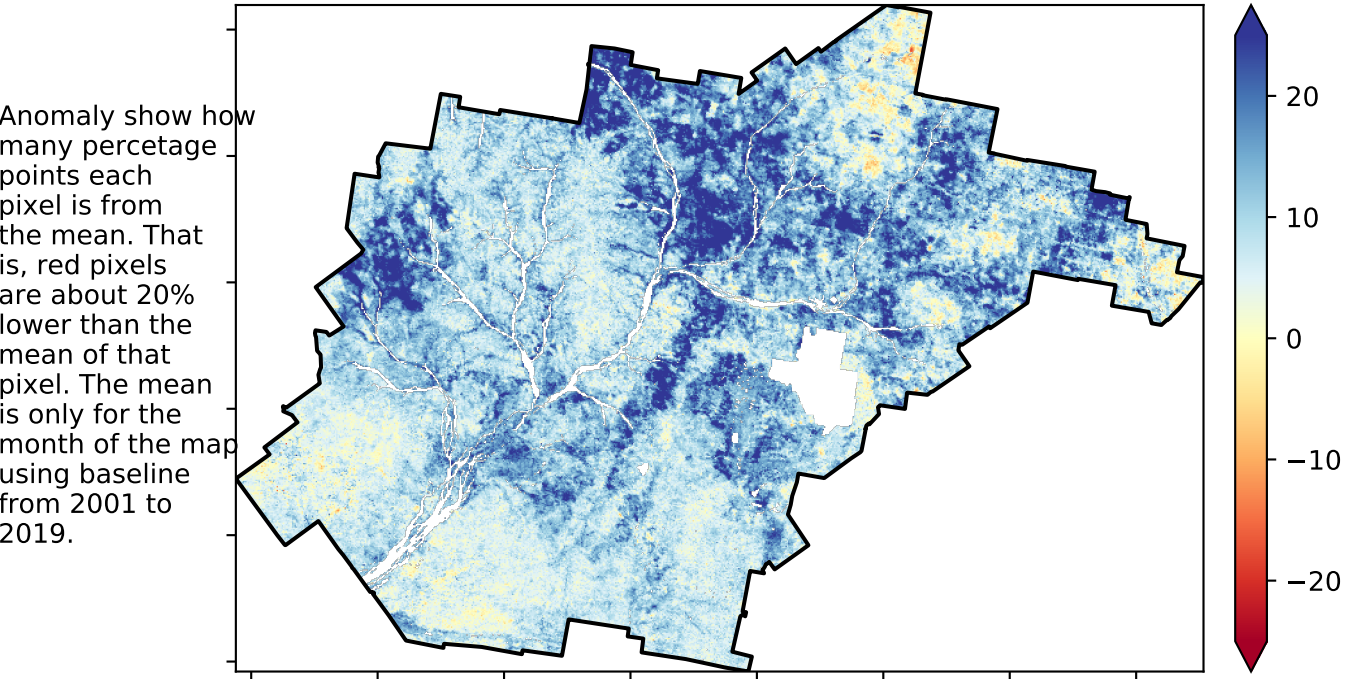 Anomaly show how
many percetage
points each
pixel is from
the mean. That
is, red pixels
are about 20%
lower than the
mean of that
pixel. The mean
is only for the
month of the map
using baseline
from 2001 to
2019.
20
10
0
−10
−20